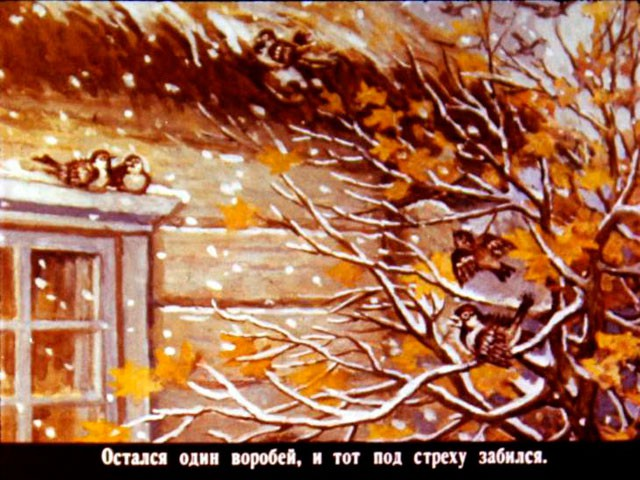 Остался один воробей, и тот под стреху забился.